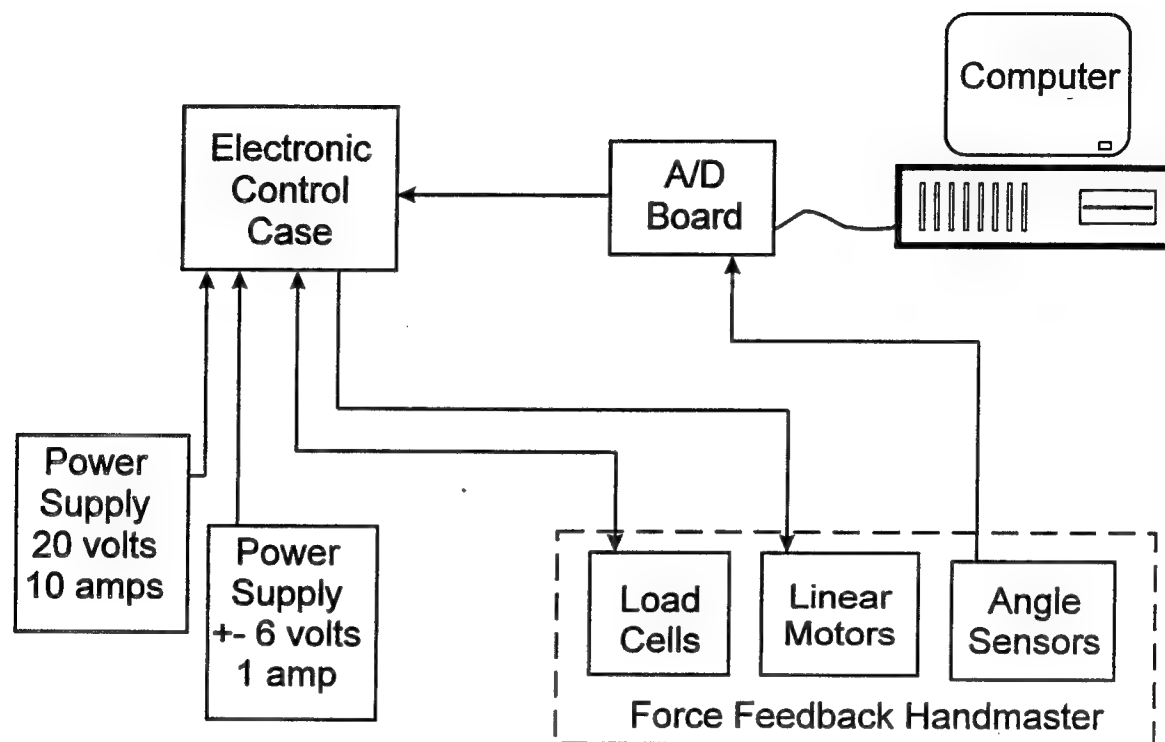 Computer
Electronic
Control
Case
A/D
Board
Power
Supply
20 volts
10 amps
Power
Supply
+- 6 volts
1 amp
Load
Cells
Linear
Motors
Angle
Sensors
Force Feedback Handmaster